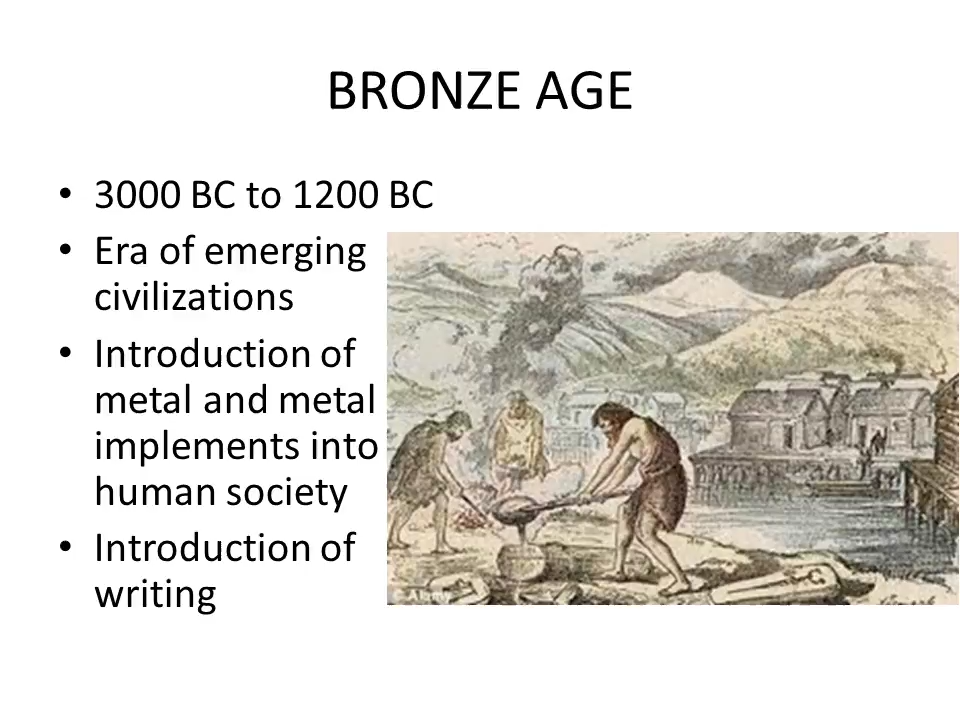 BRONZE AGE
• 3000 BC to 1200 BC
• Era of emerging
civilizations
• Introduction of
metal and metal
implements into
human society
• Introduction of
writing
© Alamy